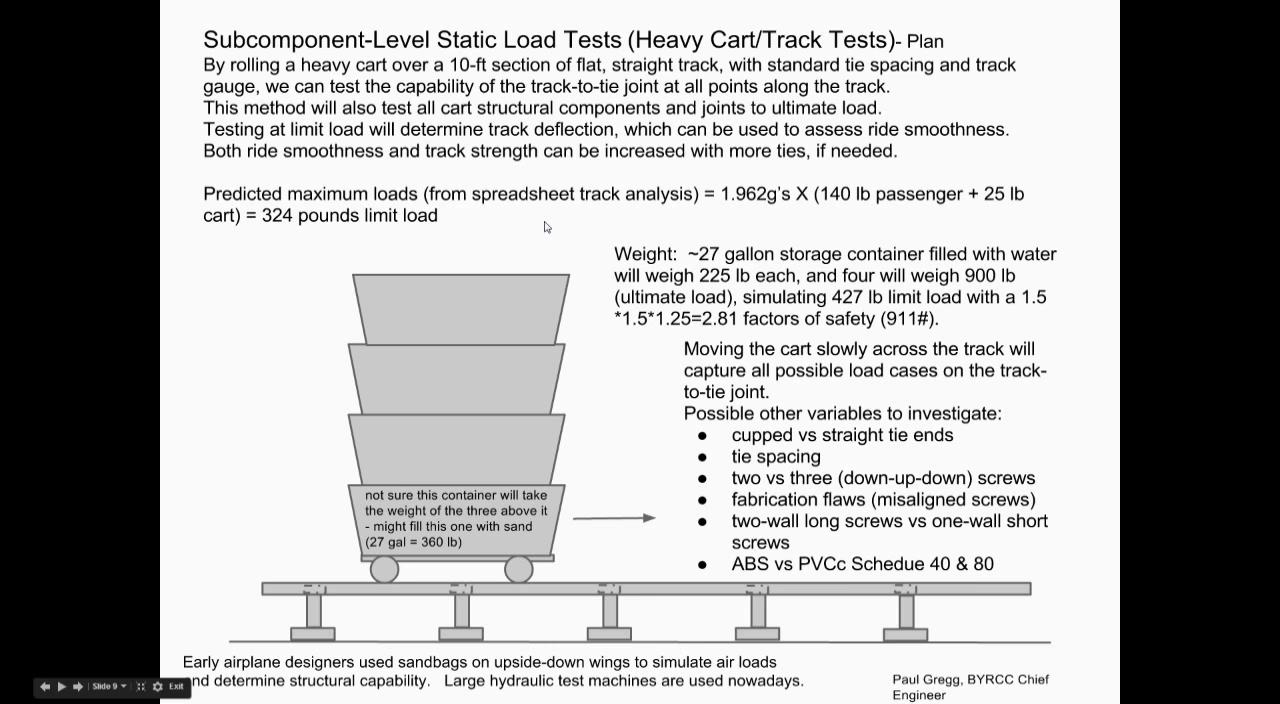 Subcomponent-Level Static Load Tests (Heavy Cart/Track Tests)- Plan
By rolling a heavy cart over a 10-ft section of flat, straight track, with standard tie spacing and track
gauge, we can test the capability of the track-to-tie joint at all points along the track.
This method will also test all cart structural components and joints to ultimate load.
Testing at limit load will determine track deflection, which can be used to assess ride smoothness.
Both ride smoothness and track strength can be increased with more ties, if needed.
Predicted maximum loads (from spreadsheet track analysis) = 1.962g's X (140 lb passenger + 25 lb
cart) = 324 pounds limit load
Weight: ~27 gallon storage container filled with water
will weigh 225 lb each, and four will weigh 900 lb
(ultimate load), simulating 427 lb limit load with a 1.5
*1.5*1.25=2.81 factors of safety (911#).
Moving the cart slowly across the track will
capture all possible load cases on the track-
to-tie joint.
Possible other variables to investigate:
● cupped vs straight tie ends
● tie spacing
● two vs three (down-up-down) screws
● fabrication flaws (misaligned screws)
● two-wall long screws vs one-wall short
screws
● ABS vs PVCc Schedue 40 & 80
not sure this container will take
the weight of the three above it
- might fill this one with sand
(27 gal = 360 lb)
Early airplane designers used sandbags on upside-down wings to simulate air loads
nd determine structural capability. Large hydraulic test machines are used nowadays.
Paul Gregg, BYRCC Chief
Engineer
Slide 9
Exit